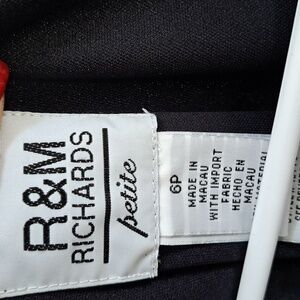 R&M
RICHARDS
petite
6P
MADE IN
MACAU
WITH IMPORT
FABRIC
HECHO EN
MACAU